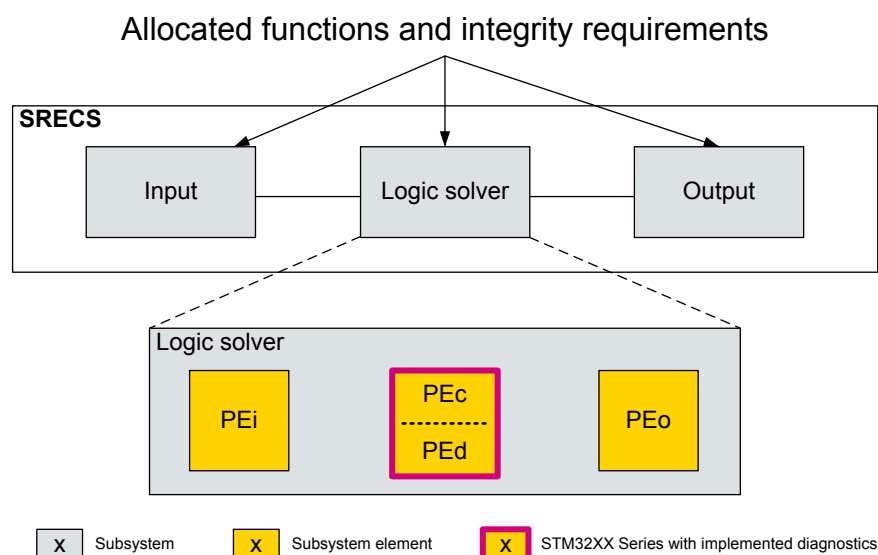 Allocated functions and integrity requirements
SRECS
Input
Logic solver
Output
Logic solver
PEi
PEc
PEd
PEo
X Subsystem
X Subsystem element
X STM32XX Series with implemented diagnostics